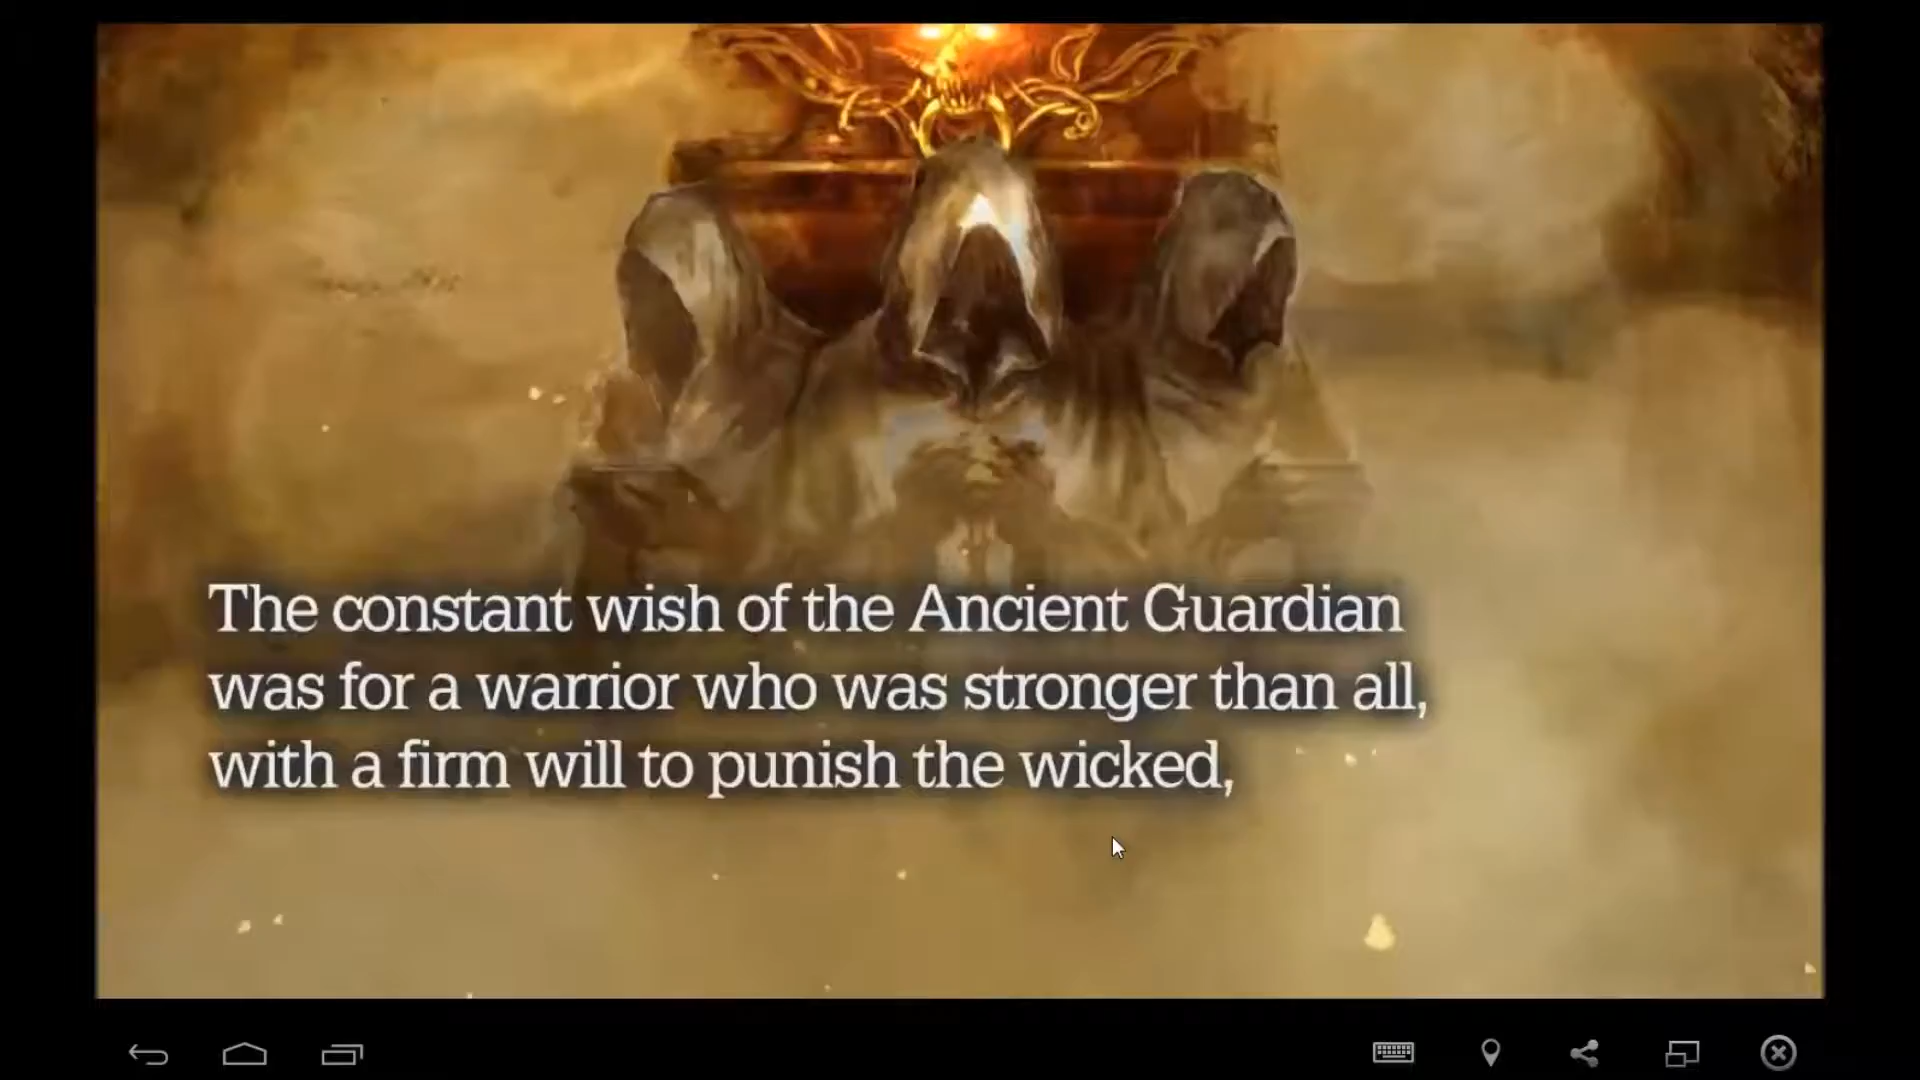 The constant wish of the Ancient Guardian
was for a warrior who was stronger than all,
with a firm will to punish the wicked,